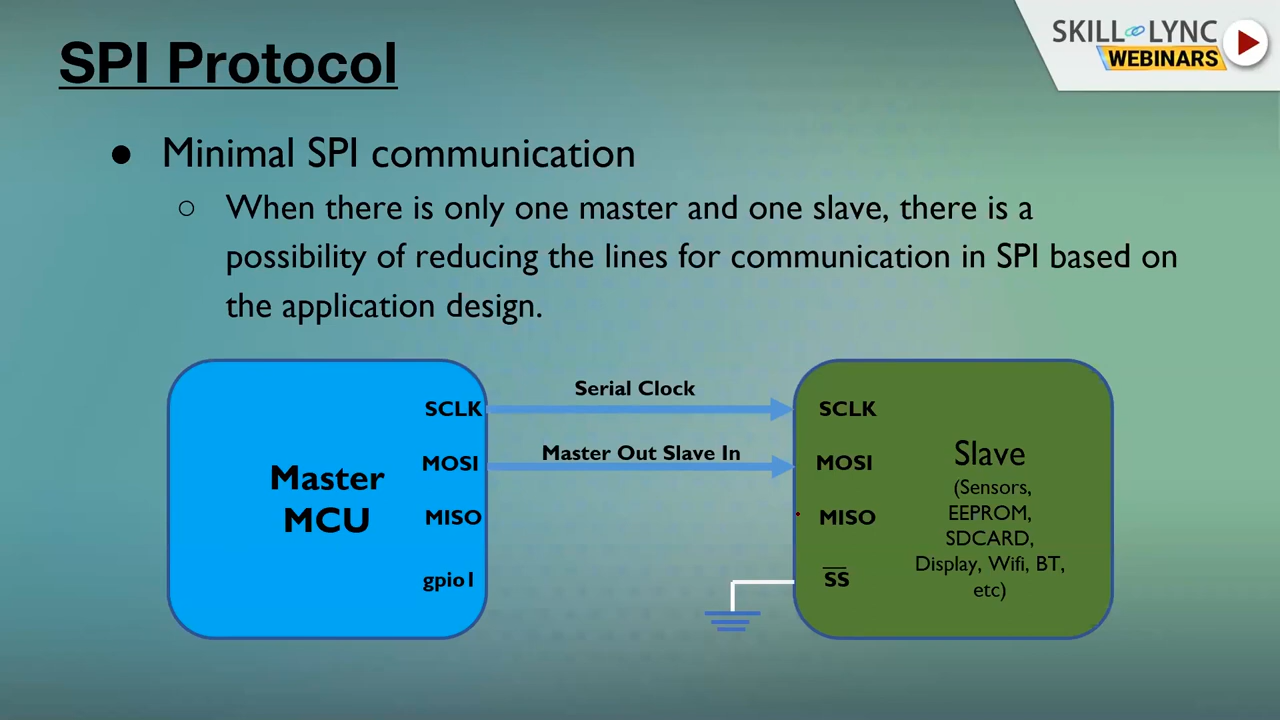 SPI Protocol
SKILL LYNC
WEBINARS
● Minimal SPI communication
○ When there is only one master and one slave, there is a
possibility of reducing the lines for communication in SPI based on
the application design.
Master
MCU
SCLK
MOSI
MISO
gpio1
Serial Clock
Master Out Slave In
SCLK
MOSI
MISO
S̅S̅
Slave
(Sensors,
EEPROM,
SDCARD,
Display, Wifi, BT,
etc)